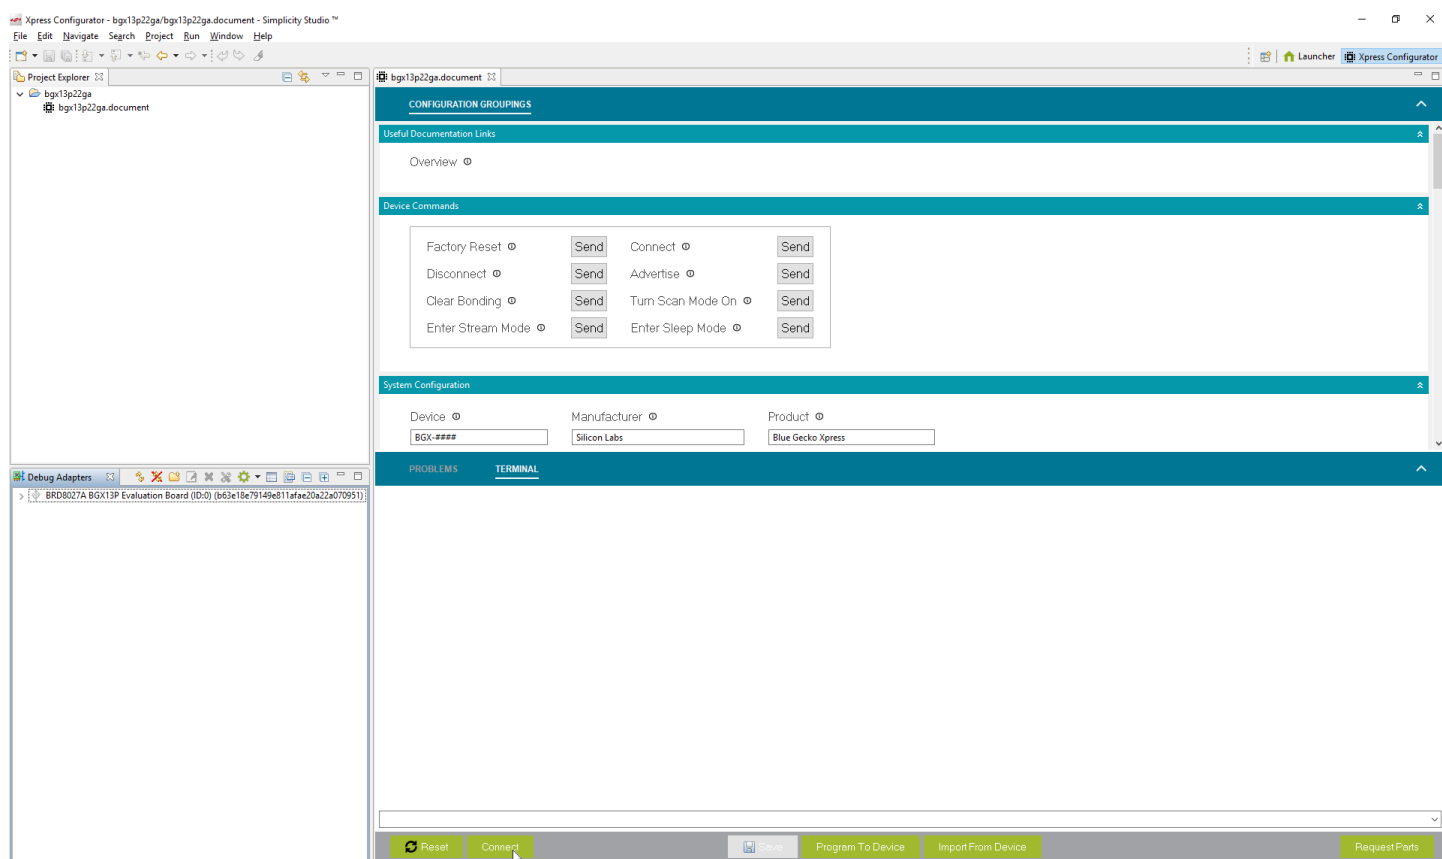 Xpress Configurator - bgx13p22ga/bgx13p22ga.document - Simplicity Studio ™
File Edit Navigate Search Project Run Window Help
Launcher Xpress Configurator
Project Explorer
bgx13p22ga
bgx13p22ga.document
bgx13p22ga.document
CONFIGURATION GROUPINGS
Useful Documentation Links
Overview
Device Commands
Factory Reset Send Connect Send
Disconnect Send Advertise Send
Clear Bonding Send Turn Scan Mode On Send
Enter Stream Mode Send Enter Sleep Mode Send
System Configuration
Device Manufacturer Product
BGX-#### Silicon Labs Blue Gecko Xpress
Debug Adapters
BRD8027A BGX13P Evaluation Board (ID:0) (b63e18e79149e811afae20a22a070951)
PROBLEMS TERMINAL
Reset Connect Save Program To Device Import From Device Request Parts